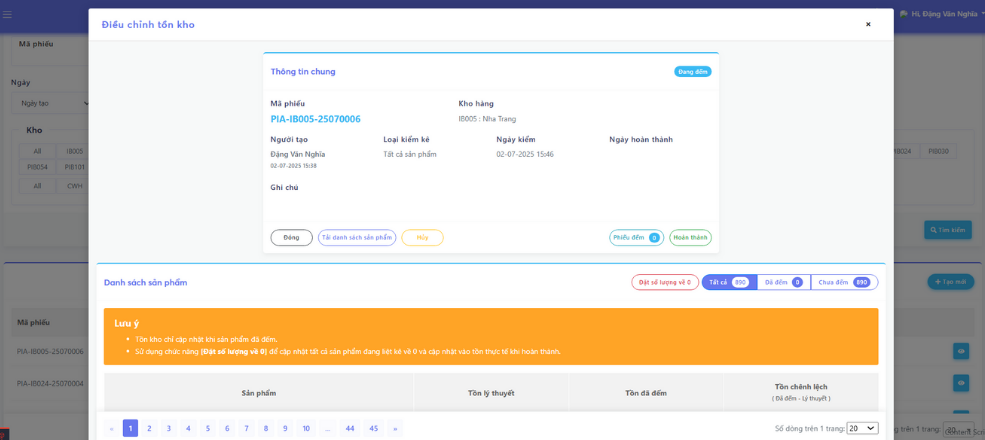 Điều chỉnh tồn kho
×
Hi, Đặng Văn Nghĩa
Mã phiếu
Ngày
Ngày tạo
Kho
All IB005
PIB054 PIB101
All CWH
IB024 PIB030
Tìm kiếm
+ Tạo mới
Mã phiếu
PIA-IB005-25070006
PIA-IB024-25070004
Thông tin chung
Đang đếm
Mã phiếu Kho hàng
PIA-IB005-25070006 IB005 : Nha Trang
Người tạo Loại kiểm kê Ngày kiểm Ngày hoàn thành
Đặng Văn Nghĩa Tất cả sản phẩm 02-07-2025 15:46
02-07-2025 15:38
Ghi chú
Đóng Tải danh sách sản phẩm Hủy Phiếu đếm 0 Hoàn thành
Danh sách sản phẩm
Đặt số lượng về 0 Tất cả 890 Đã đếm 0 Chưa đếm 890
Lưu ý
• Tồn kho chỉ cập nhật khi sản phẩm đã đếm.
• Sử dụng chức năng [Đặt số lượng về 0] để cập nhật tất cả sản phẩm đang liệt kê về 0 và cập nhật vào tồn thực tế khi hoàn thành.
Sản phẩm Tồn lý thuyết Tồn đã đếm Tồn chênh lệch
( Đã đếm - Lý thuyết )
« 1 2 3 4 5 6 7 8 9 10 ... 44 45 »
Số dòng trên 1 trang: 20
g trên 1 trang: 20